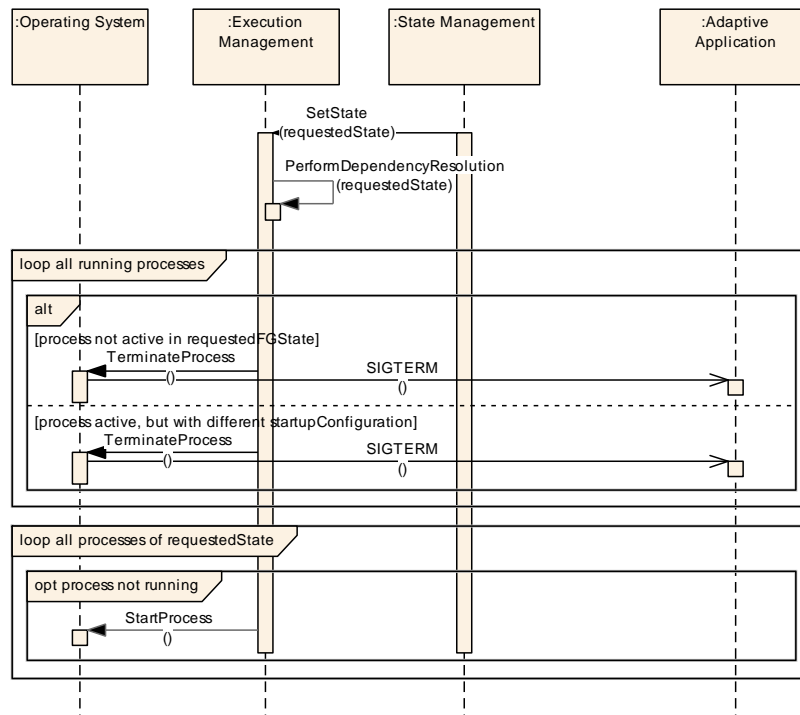 :Operating System
:Execution
Management
:State Management
:Adaptive
Application
SetState
(requestedState)
PerformDependencyResolution
(requestedState)
loop all running processes
alt
[process not active in requestedFGState]
TerminateProcess
()
SIGTERM
()
[process active, but with different startupConfiguration]
TerminateProcess
()
SIGTERM
()
loop all processes of requestedState
opt process not running
StartProcess
()